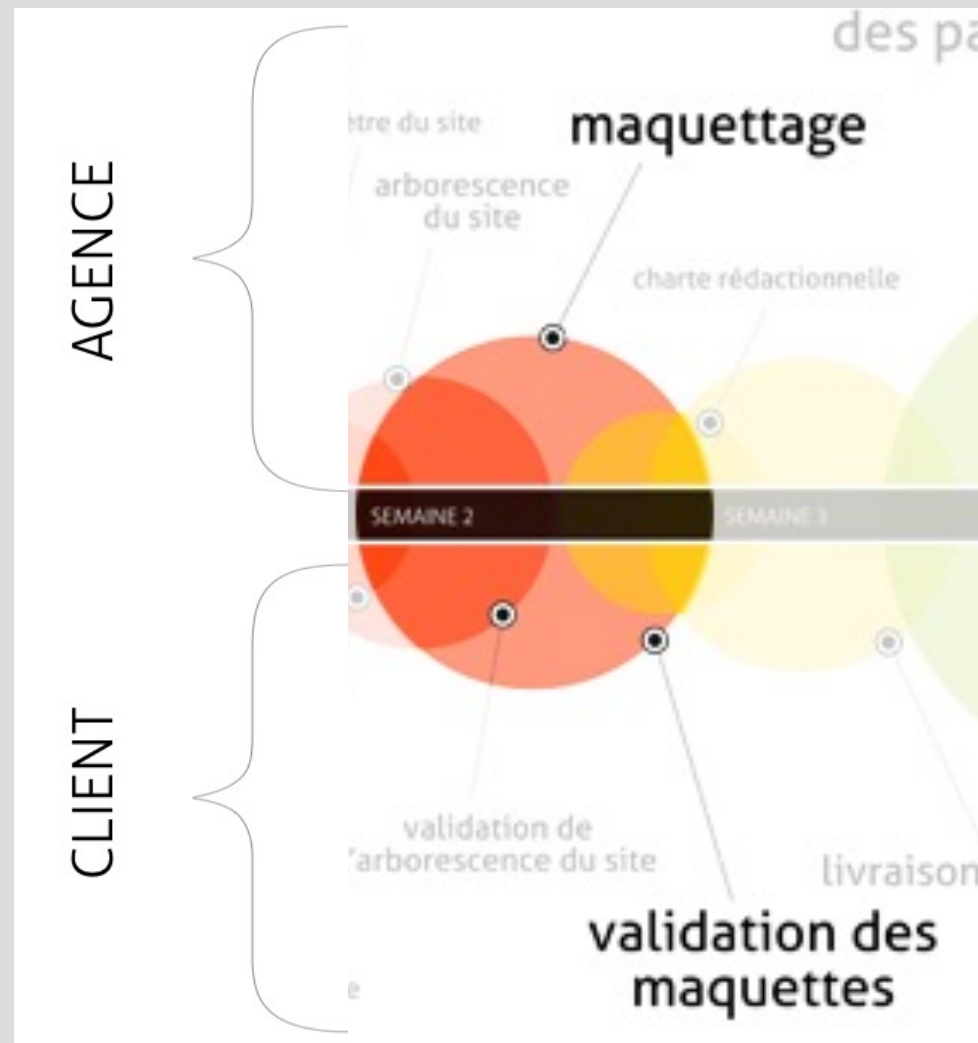 des pa
être du site
maquettage
arborescence
du site
charte rédactionnelle
AGENCE
SEMAINE 2
SEMAINE 3
CLIENT
validation de
'arborescence du site
livraison
validation des
maquettes
e